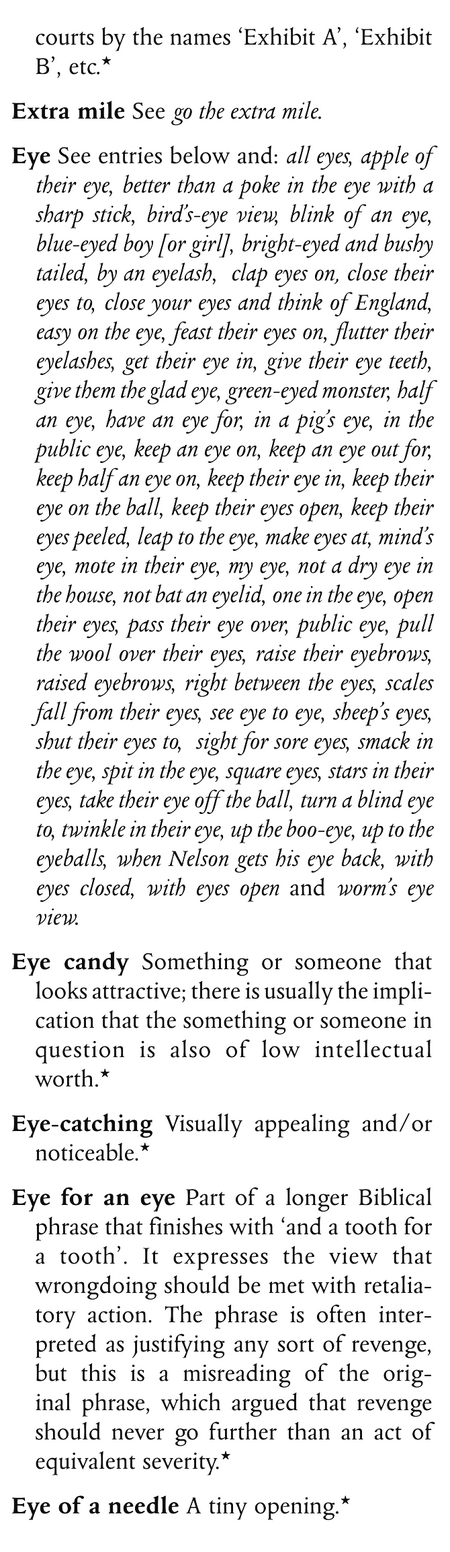 courts by the names ‘Exhibit A’, ‘Exhibit
B’, etc.★
Extra mile See go the extra mile.
Eye See entries below and: all eyes, apple of
their eye, better than a poke in the eye with a
sharp stick, bird’s-eye view, blink of an eye,
blue-eyed boy [or girl], bright-eyed and bushy
tailed, by an eyelash, clap eyes on, close their
eyes to, close your eyes and think of England,
easy on the eye, feast their eyes on, flutter their
eyelashes, get their eye in, give their eye teeth,
give them the glad eye, green-eyed monster, half
an eye, have an eye for, in a pig’s eye, in the
public eye, keep an eye on, keep an eye out for,
keep half an eye on, keep their eye in, keep their
eye on the ball, keep their eyes open, keep their
eyes peeled, leap to the eye, make eyes at, mind’s
eye, mote in their eye, my eye, not a dry eye in
the house, not bat an eyelid, one in the eye, open
their eyes, pass their eye over, public eye, pull
the wool over their eyes, raise their eyebrows,
raised eyebrows, right between the eyes, scales
fall from their eyes, see eye to eye, sheep’s eyes,
shut their eyes to, sight for sore eyes, smack in
the eye, spit in the eye, square eyes, stars in their
eyes, take their eye off the ball, turn a blind eye
to, twinkle in their eye, up the boo-eye, up to the
eyeballs, when Nelson gets his eye back, with
eyes closed, with eyes open and worm’s eye
view.
Eye candy Something or someone that
looks attractive; there is usually the impli-
cation that the something or someone in
question is also of low intellectual
worth.★
Eye-catching Visually appealing and/or
noticeable.★
Eye for an eye Part of a longer Biblical
phrase that finishes with ‘and a tooth for
a tooth’. It expresses the view that
wrongdoing should be met with retalia-
tory action. The phrase is often inter-
preted as justifying any sort of revenge,
but this is a misreading of the orig-
inal phrase, which argued that revenge
should never go further than an act of
equivalent severity.★
Eye of a needle A tiny opening.★